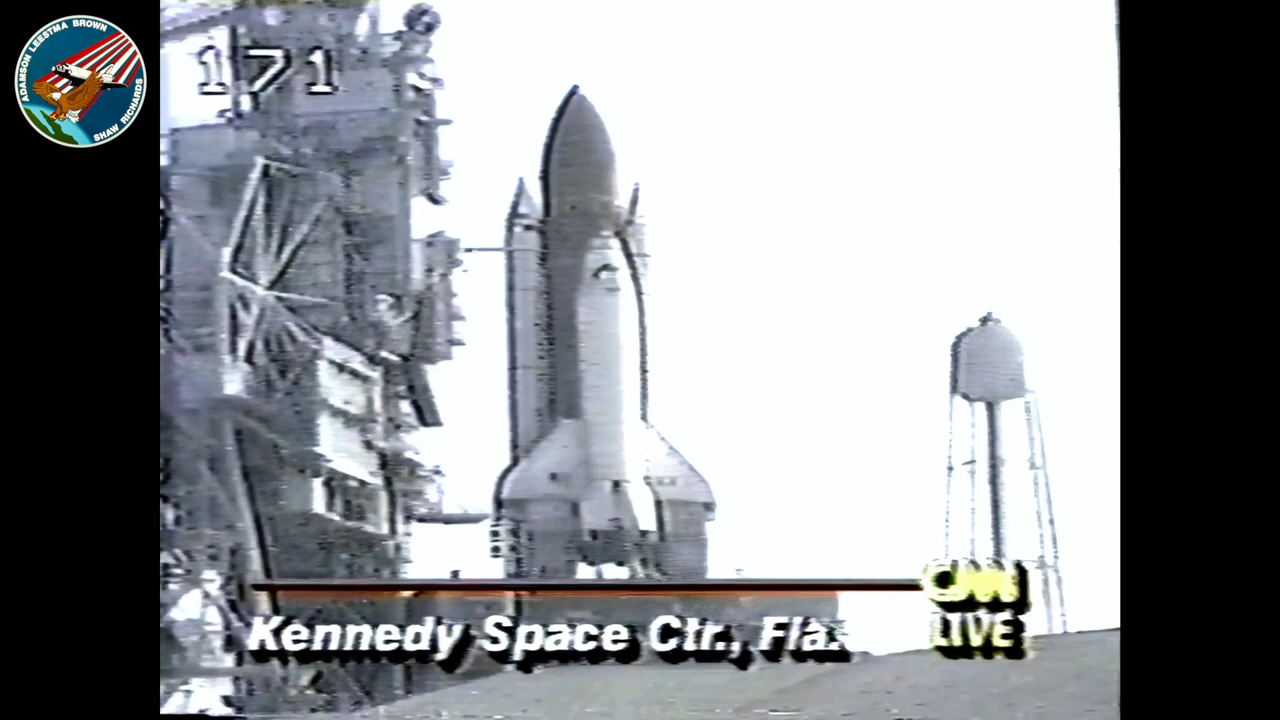 ADAMSON LEESTMA BROWN
SHAW RICHARDS
171
Kennedy Space Ctr., Fla.
CNN
LIVE